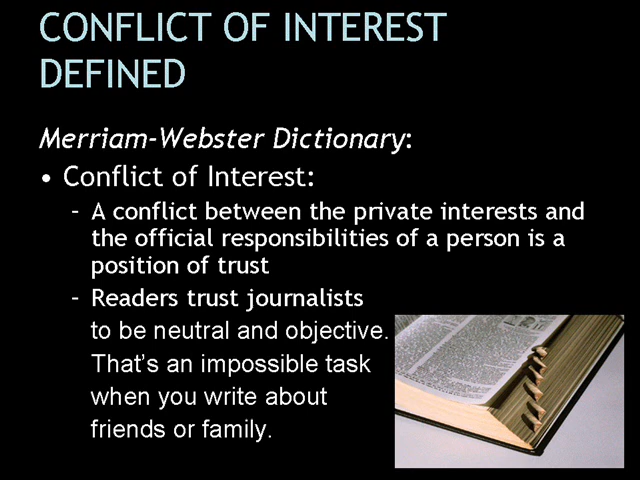 CONFLICT OF INTEREST
DEFINED
Merriam-Webster Dictionary:
• Conflict of Interest:
– A conflict between the private interests and
the official responsibilities of a person is a
position of trust
– Readers trust journalists
to be neutral and objective.
That's an impossible task
when you write about
friends or family.